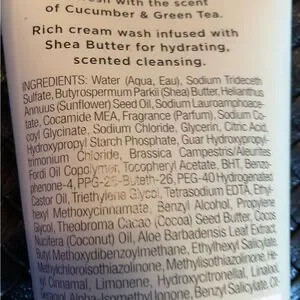 fresh with the scent
of Cucumber & Green Tea.
Rich cream wash infused with
Shea Butter for hydrating,
scented cleansing.
INGREDIENTS: Water (Aqua, Eau), Sodium Trideceth
Sulfate, Butyrospermum Parkii (Shea) Butter, Helianthus
Annuus (Sunflower) Seed Oil, Sodium Lauroamphoace-
tate, Cocamide MEA, Fragrance (Parfum), Sodium Co-
coyl Glycinate, Sodium Chloride, Glycerin, Citric Acid,
Hydroxypropyl Starch Phosphate, Guar Hydroxypropyl-
trimonium Chloride, Brassica Campestris/Aleurites
Fordi Oil Copolymer, Tocopheryl Acetate, BHT, Benzo-
phenone-4, PPG-26-Buteth-26, PEG-40 Hydrogenated
Castor Oil, Triethylene Glycol, Tetrasodium EDTA, Ethyl-
hexyl Methoxycinnamate, Benzyl Alcohol, Propylene
Glycol, Theobroma Cacao (Cocoa) Seed Butter, Cocos
Nucifera (Coconut) Oil, Aloe Barbadensis Leaf Extract,
Butyl Methoxydibenzoylmethane, Ethylhexyl Salicylate,
Methylchloroisothiazolinone, Methylisothiazolinone, He-
xyl Cinnamal, Limonene, Hydroxycitronellal, Linalool,
Alpha-Isomethyl Ionone, Benzyl Salicylate,